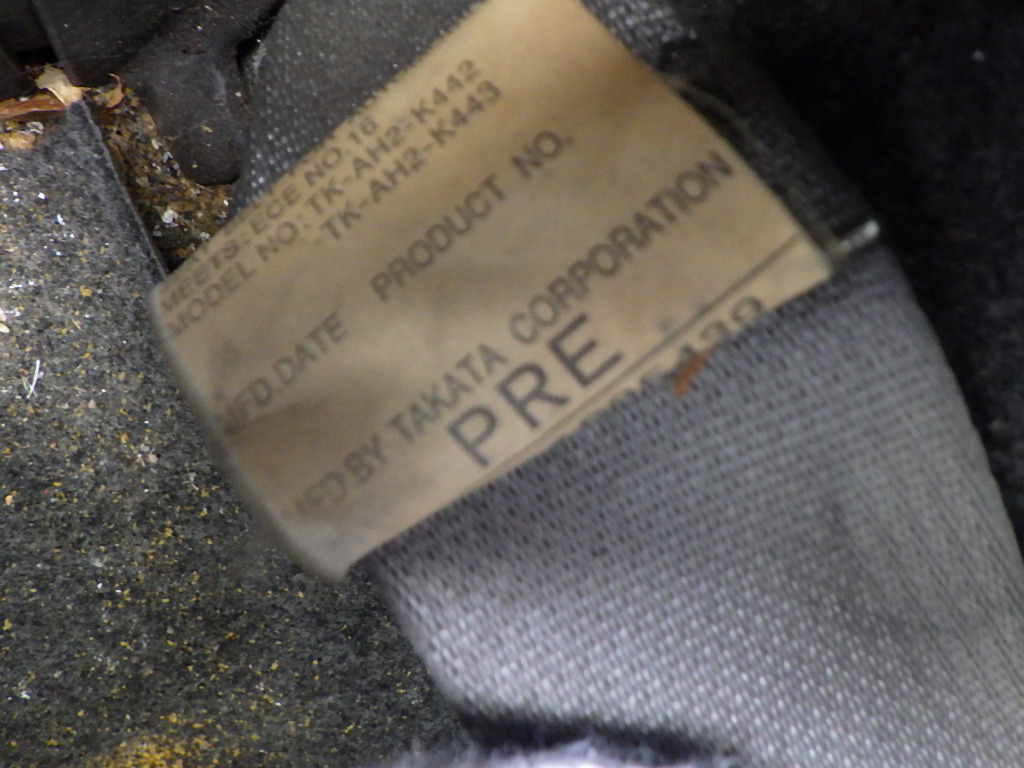 MEETS: ECE NO.16
MODEL NO: TK-AH2-K442
TK-AH2-K443
PRODUCT NO.
MFD.DATE
MFD BY TAKATA CORPORATION
PRE